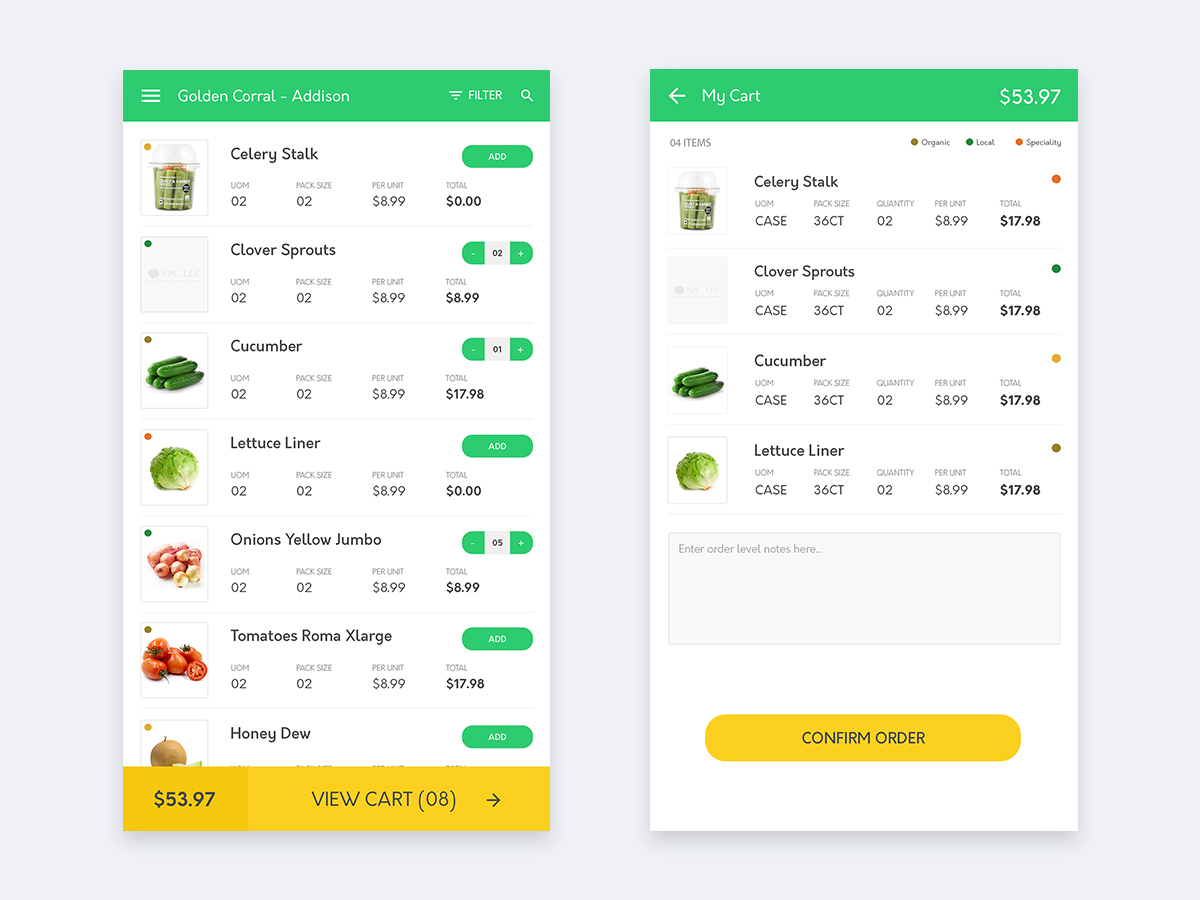 Golden Corral - Addison FILTER
Celery Stalk ADD
UOM PACK SIZE PER UNIT TOTAL
02 02 $8.99 $0.00
Clover Sprouts - 02 +
UOM PACK SIZE PER UNIT TOTAL
02 02 $8.99 $8.99
NPC, LLC
Cucumber - 01 +
UOM PACK SIZE PER UNIT TOTAL
02 02 $8.99 $17.98
Lettuce Liner ADD
UOM PACK SIZE PER UNIT TOTAL
02 02 $8.99 $0.00
Onions Yellow Jumbo - 05 +
UOM PACK SIZE PER UNIT TOTAL
02 02 $8.99 $8.99
Tomatoes Roma Xlarge ADD
UOM PACK SIZE PER UNIT TOTAL
02 02 $8.99 $17.98
Honey Dew ADD
$53.97 VIEW CART (08)
My Cart $53.97
04 ITEMS Organic Local Speciality
Celery Stalk
UOM PACK SIZE QUANTITY PER UNIT TOTAL
CASE 36CT 02 $8.99 $17.98
Clover Sprouts
UOM PACK SIZE QUANTITY PER UNIT TOTAL
CASE 36CT 02 $8.99 $17.98
NPC, LLC
Cucumber
UOM PACK SIZE QUANTITY PER UNIT TOTAL
CASE 36CT 02 $8.99 $17.98
Lettuce Liner
UOM PACK SIZE QUANTITY PER UNIT TOTAL
CASE 36CT 02 $8.99 $17.98
Enter order level notes here...
CONFIRM ORDER